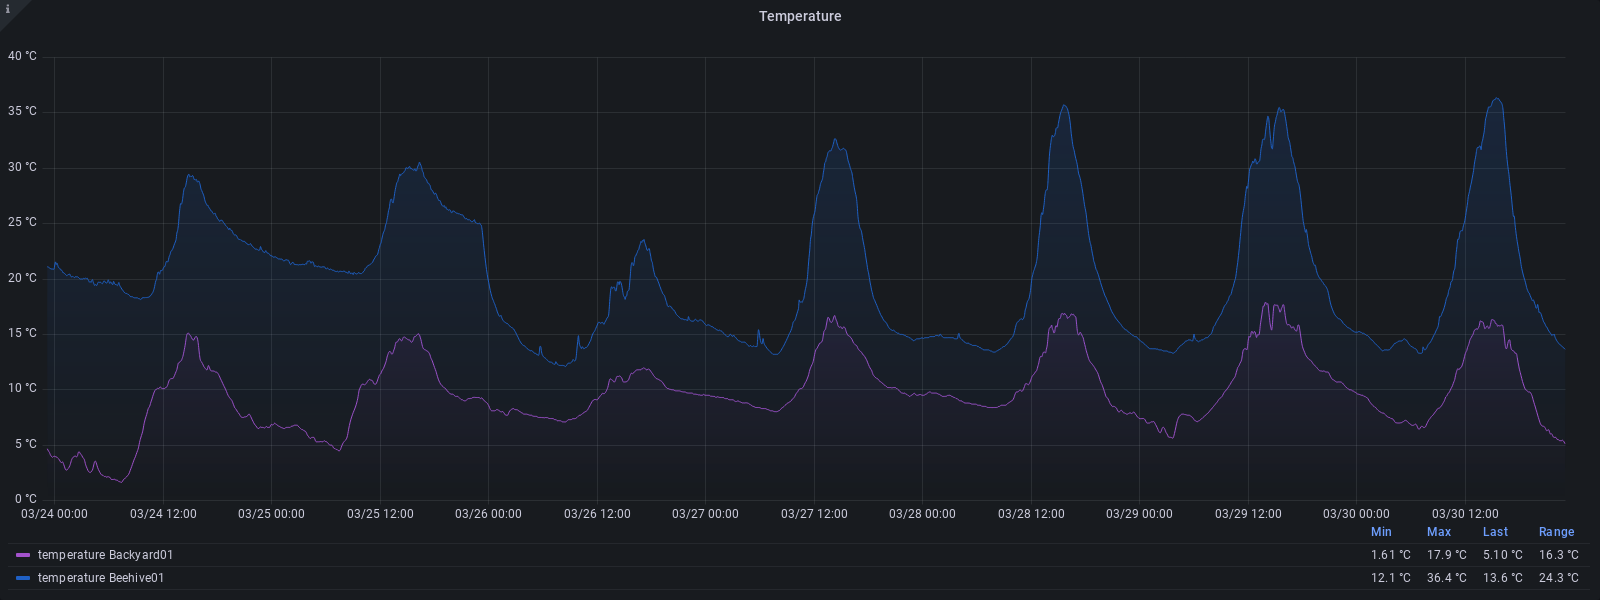 i
Temperature
40 °C
35 °C
30 °C
25 °C
20 °C
15 °C
10 °C
5 °C
0 °C
03/24 00:00 03/24 12:00 03/25 00:00 03/25 12:00 03/26 00:00 03/26 12:00 03/27 00:00 03/27 12:00 03/28 00:00 03/28 12:00 03/29 00:00 03/29 12:00 03/30 00:00 03/30 12:00
Min Max Last Range
temperature Backyard01 1.61 °C 17.9 °C 5.10 °C 16.3 °C
temperature Beehive01 12.1 °C 36.4 °C 13.6 °C 24.3 °C